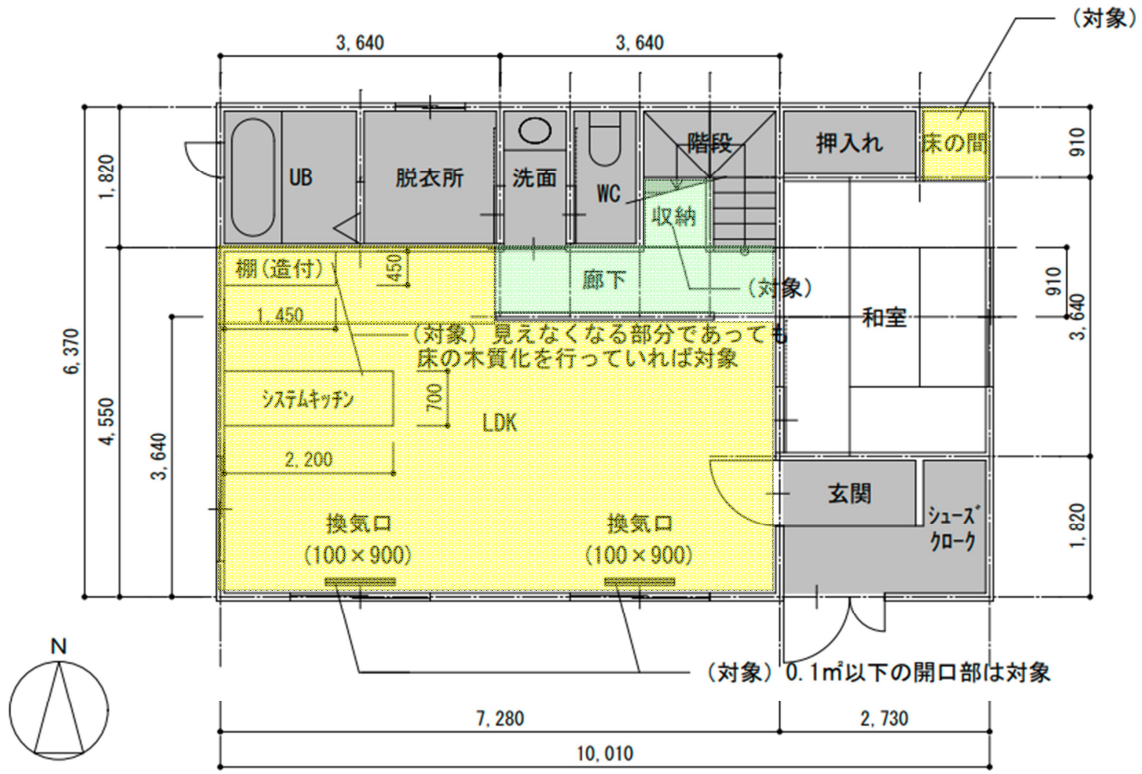 (対象)
3,640
3,640
1,820
910
UB
脱衣所
洗面
WC
階段
押入れ
床の間
収納
棚(造付)
450
廊下
(対象)
910
1,450
(対象) 見えなくなる部分であっても
床の木質化を行っていれば対象
和室
3,640
6,370
4,550
3,640
システムキッチン
700
LDK
2,200
玄関
シューズ
クローク
1,820
換気口
(100×900)
換気口
(100×900)
N
(対象) 0.1㎡以下の開口部は対象
7,280
2,730
10,010